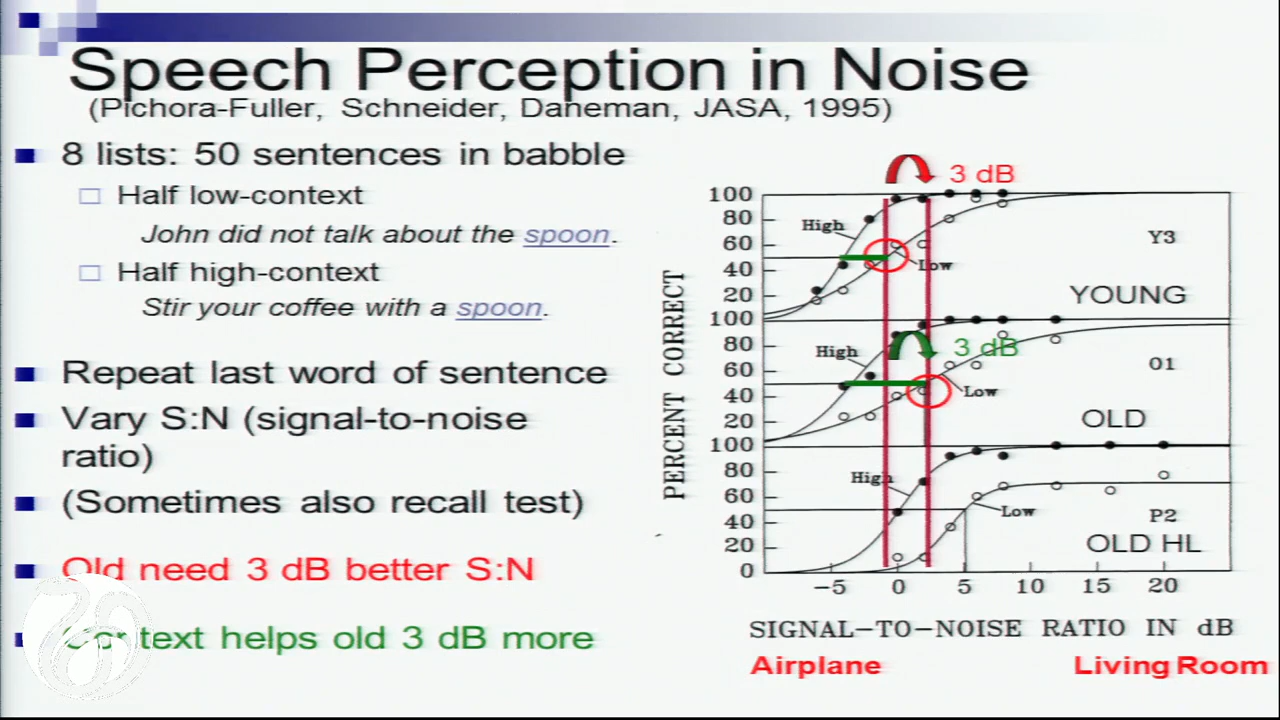 Speech Perception in Noise
(Pichora-Fuller, Schneider, Daneman, JASA, 1995)
8 lists: 50 sentences in babble
Half low-context
John did not talk about the spoon.
Half high-context
Stir your coffee with a spoon.
Repeat last word of sentence
Vary S:N (signal-to-noise
ratio)
(Sometimes also recall test)
Old need 3 dB better S:N
Context helps old 3 dB more
3 dB
PERCENT CORRECT
100
80
60
40
20
High
Low
Y3
YOUNG
100
80
60
40
20
High
3 dB
Low
01
OLD
100
80
60
40
20
0
High
Low
P2
OLD HL
-5 0 5 10 15 20
SIGNAL-TO-NOISE RATIO IN dB
Airplane
Living Room